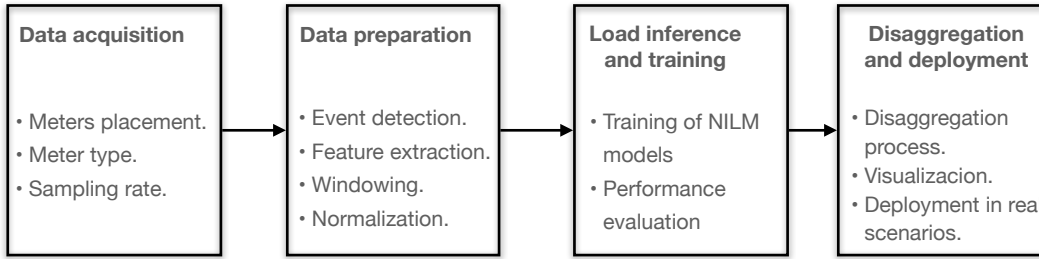 Data acquisition
• Meters placement.
• Meter type.
• Sampling rate.
Data preparation
• Event detection.
• Feature extraction.
• Windowing.
• Normalization.
Load inference
and training
• Training of NILM
models
• Performance
evaluation
Disaggregation
and deployment
• Disaggregation
process.
• Visualizacion.
• Deployment in rea
scenarios.